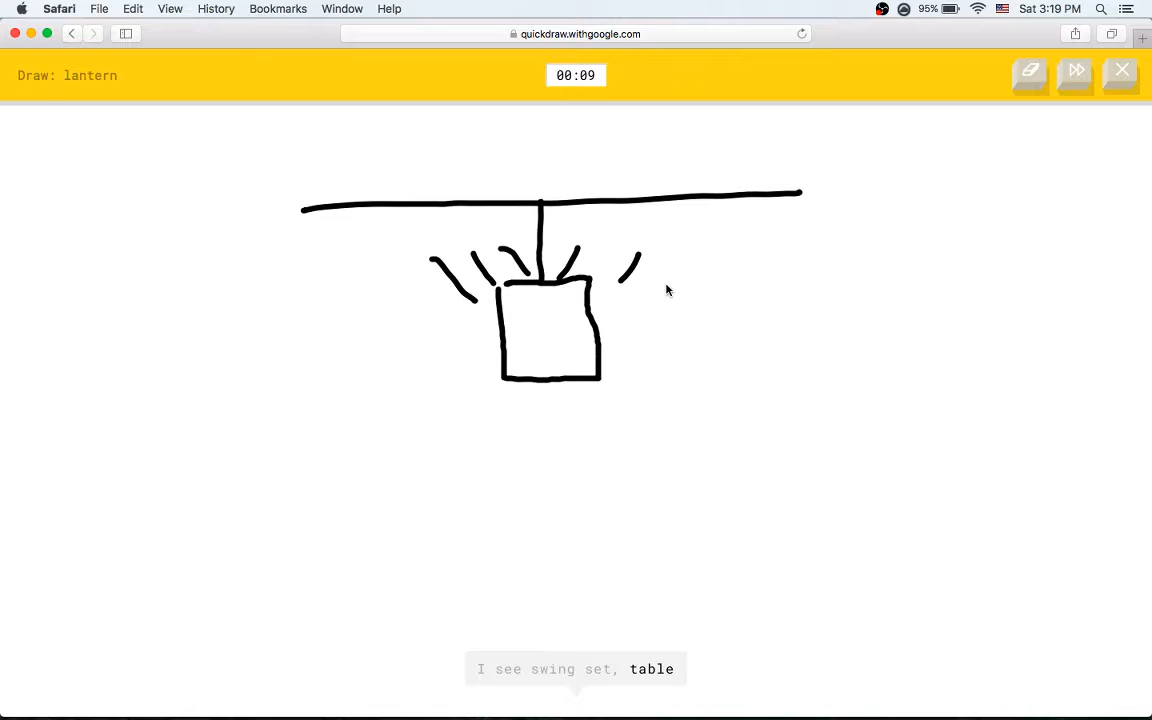 Safari File Edit View History Bookmarks Window Help 95% Sat 3:19 PM
quickdraw.withgoogle.com
Draw: lantern 00:09
I see swing set, table